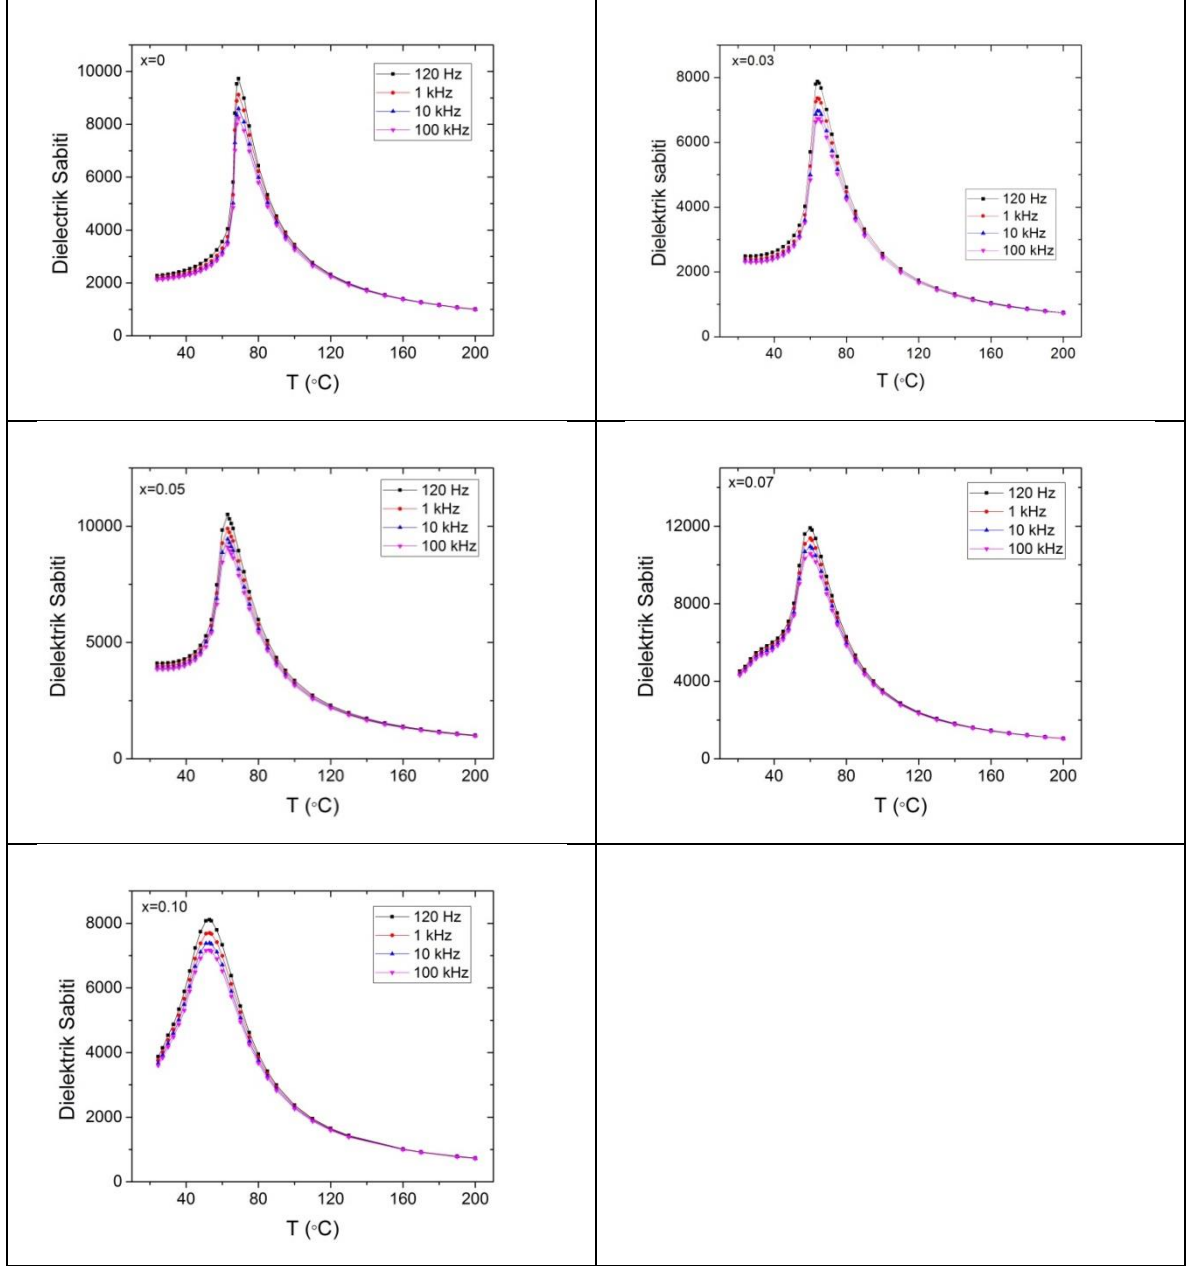 x=0
120 Hz
1 kHz
10 kHz
100 kHz
Dielectrik Sabiti
10000
8000
6000
4000
2000
0
40 80 120 160 200
T (°C)
x=0.03
120 Hz
1 kHz
10 kHz
100 kHz
Dielektrik sabiti
8000
6000
4000
2000
0
40 80 120 160 200
T (°C)
x=0.05
120 Hz
1 kHz
10 kHz
100 kHz
Dielektrik Sabiti
10000
5000
0
40 80 120 160 200
T (°C)
x=0.07
120 Hz
1 kHz
10 kHz
100 kHz
Dielektrik Sabiti
12000
8000
4000
0
40 80 120 160 200
T (°C)
x=0.10
120 Hz
1 kHz
10 kHz
100 kHz
Dielektrik Sabiti
8000
6000
4000
2000
0
40 80 120 160 200
T (°C)